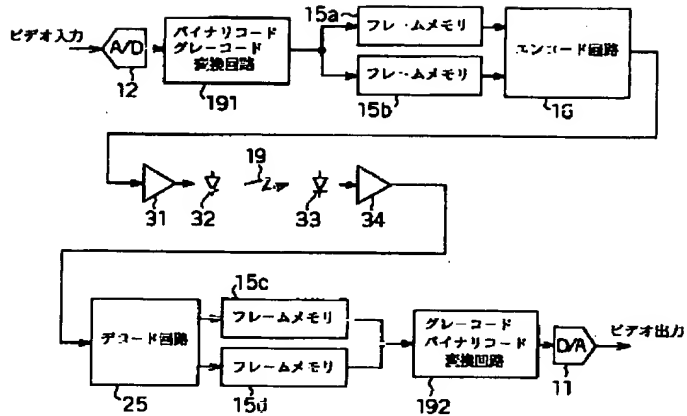 ビデオ入力
A/D
12
バイナリコード
グレーコード
変換回路
191
15a
フレームメモリ
フレームメモリ
15b
エンコード回路
16
31
32
19
33
34
デコード回路
25
15c
フレームメモリ
フレームメモリ
15d
グレーコード
バイナリコード
変換回路
192
D/A
11
ビデオ出力